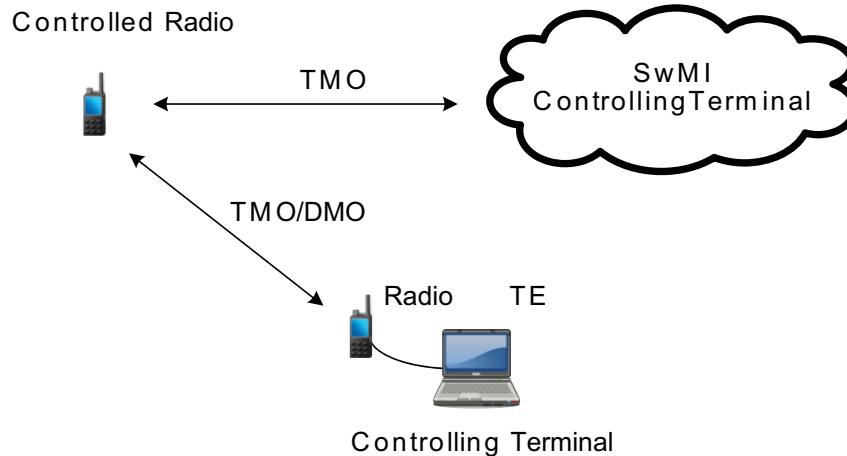 Controlled Radio
TMO
SwMI
ControllingTerminal
TMO/DMO
Radio TE
Controlling Terminal